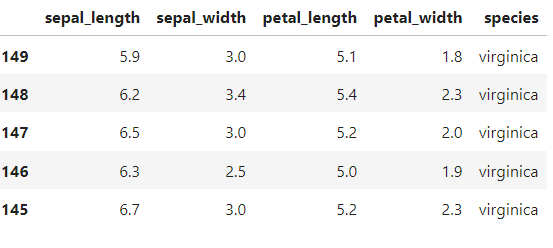 sepal_length sepal_width petal_length petal_width species
149 5.9 3.0 5.1 1.8 virginica
148 6.2 3.4 5.4 2.3 virginica
147 6.5 3.0 5.2 2.0 virginica
146 6.3 2.5 5.0 1.9 virginica
145 6.7 3.0 5.2 2.3 virginica